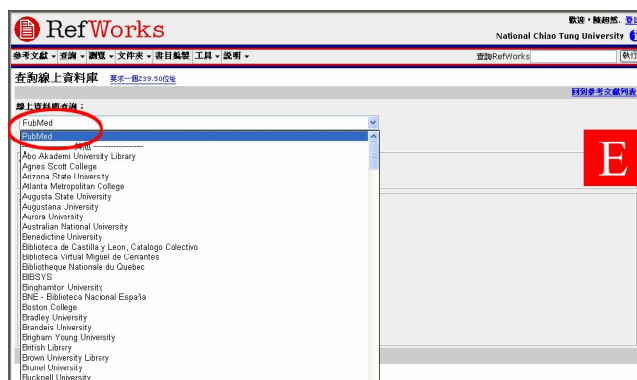 RefWorks
歡迎，陳超然. 登出
National Chiao Tung University
參考文獻 查詢 瀏覽 文件夾 書目編製 工具 說明
查詢RefWorks 執行
查詢線上資料庫 要求一個Z39.50位址
回到參考文獻列表
線上資料庫查詢：
PubMed
PubMed
-------------------- 其他 --------------------
Abo Akademi University Library
Agnes Scott College
Arizona State University
Atlanta Metropolitan College
Augusta State University
Augustana University
Aurora University
Australian National University
Benedictine University
Biblioteca de Castilla y Leon, Catalogo Colectivo
Biblioteca Virtual Miguel de Cervantes
Bibliotheque Nationale du Quebec
BIBSYS
Binghamton University
BNE - Biblioteca Nacional España
Boston College
Bradley University
Brandeis University
Brigham Young University
British Library
Brown University Library
Brunel University
Bucknell University
E